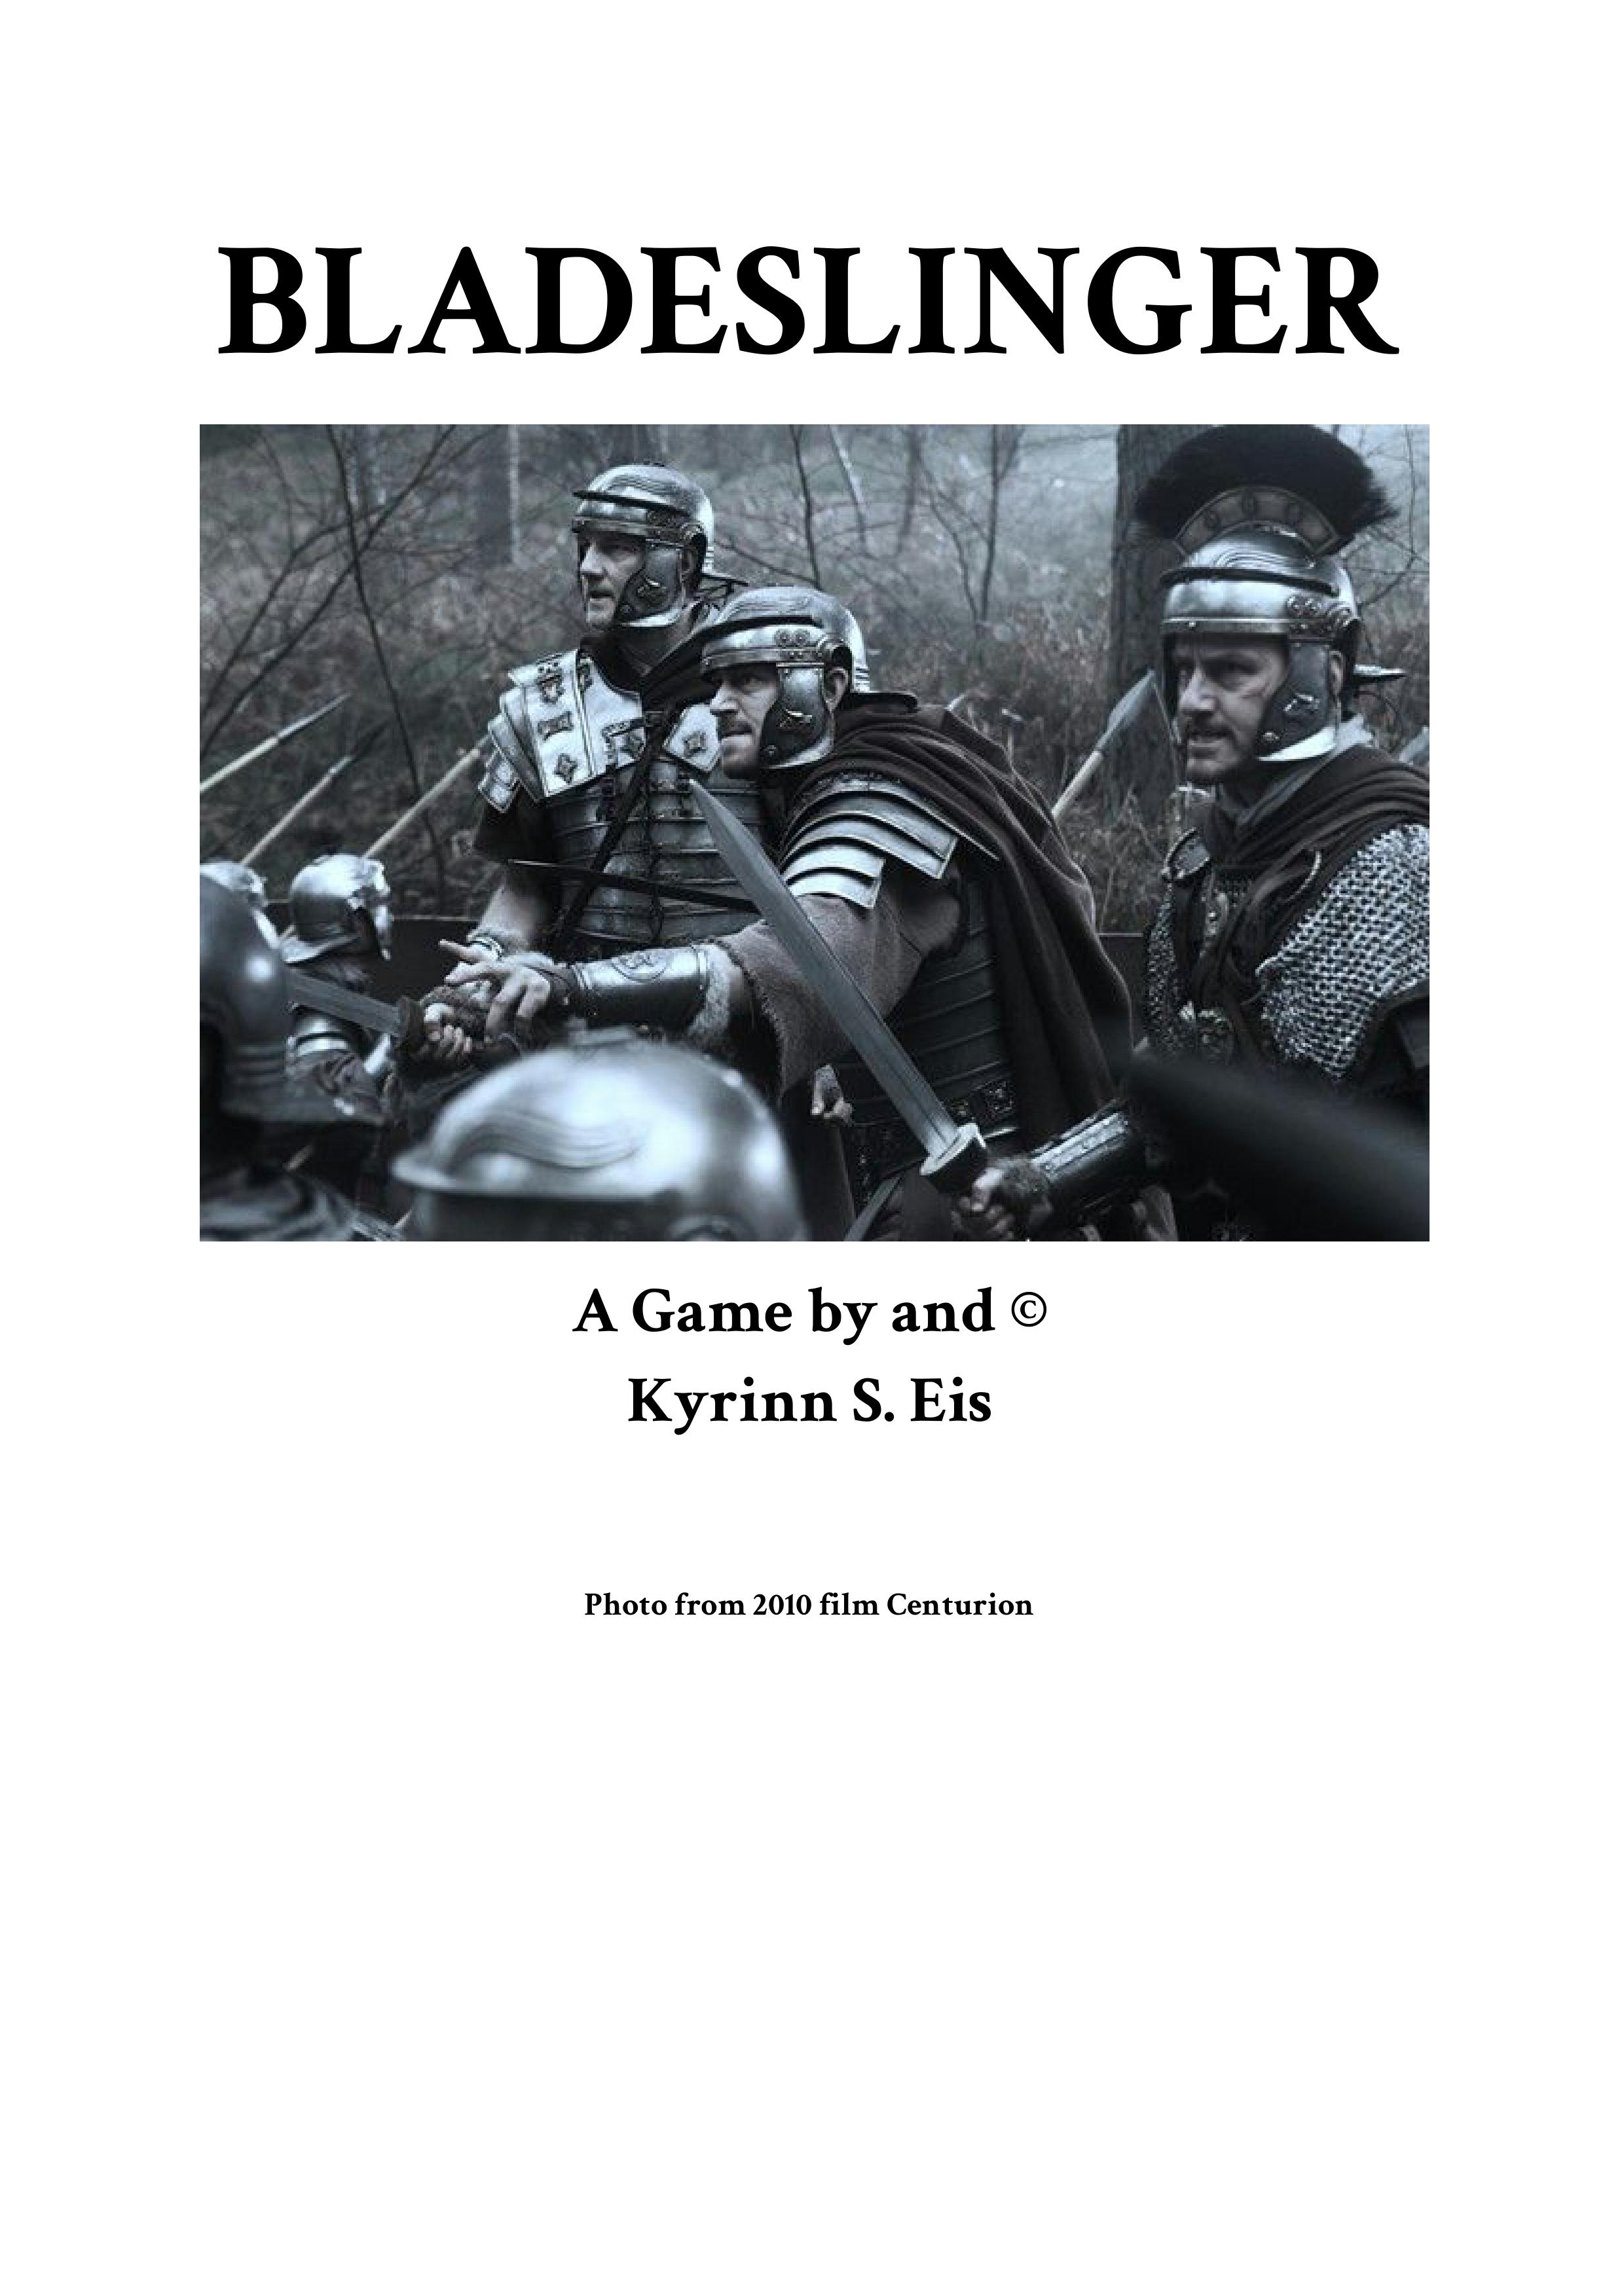 BLADESLINGER
A Game by and ©
Kyrinn S. Eis
Photo from 2010 film Centurion